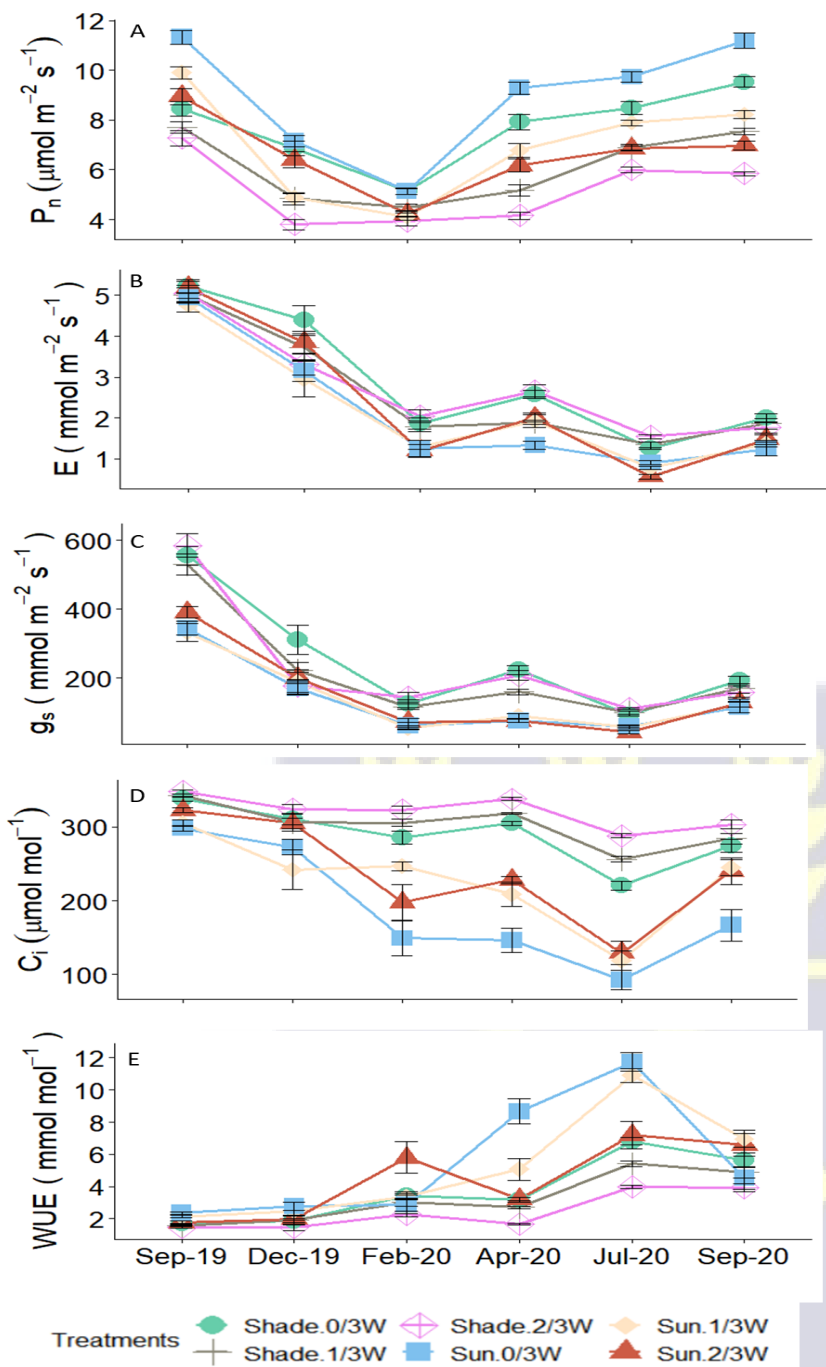 A
12
10
8
6
4
Pₙ ( μmol m⁻² s⁻¹)
B
5
4
3
2
1
E ( mmol m⁻² s⁻¹)
C
600
400
200
gₛ ( mmol m⁻² s⁻¹)
D
300
200
100
Cᵢ ( μmol mol⁻¹)
E
12
10
8
6
4
2
WUE ( mmol mol⁻¹)
Sep-19 Dec-19 Feb-20 Apr-20 Jul-20 Sep-20
Treatments
Shade.0/3W Shade.2/3W Sun.1/3W
Shade.1/3W Sun.0/3W Sun.2/3W